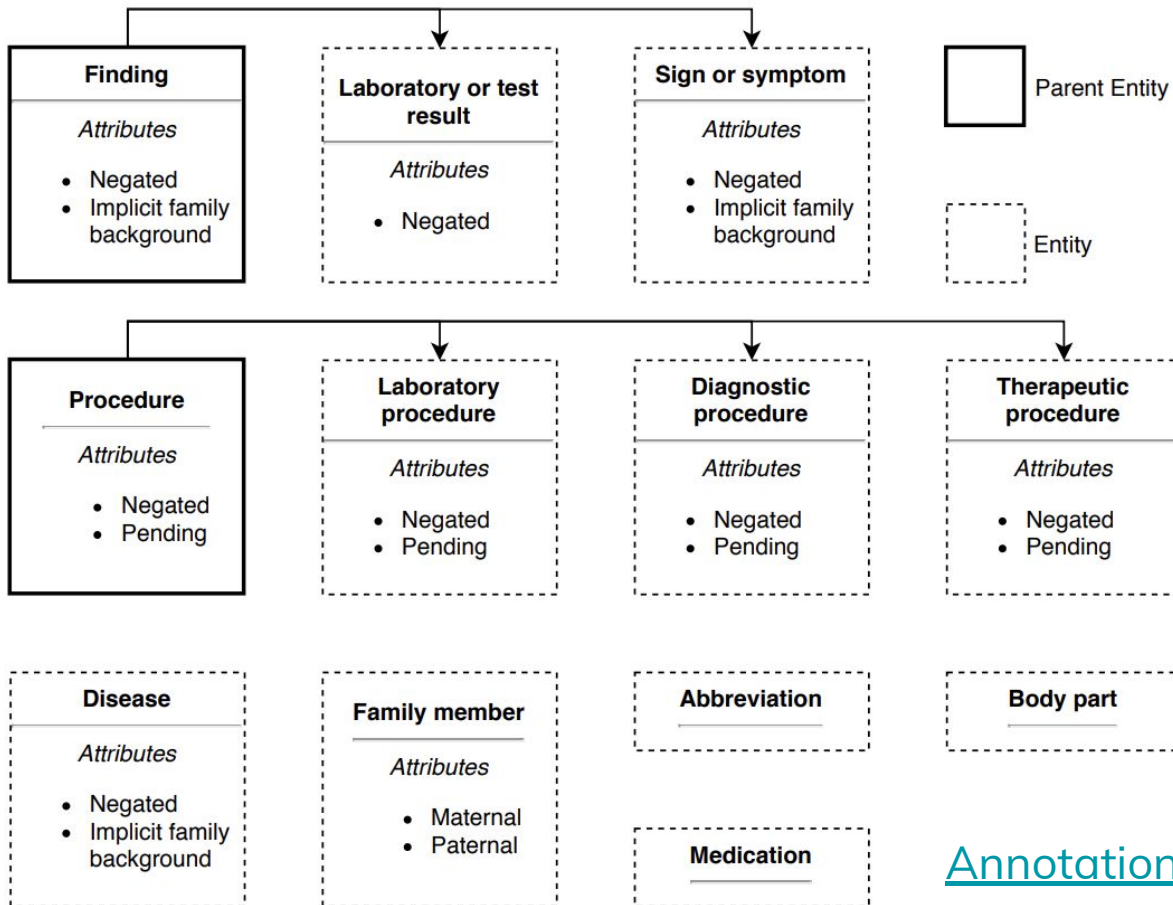 Finding
Attributes
• Negated
• Implicit family
background
Laboratory or test
result
Attributes
• Negated
Sign or symptom
Attributes
• Negated
• Implicit family
background
Parent Entity
Entity
Procedure
Attributes
• Negated
• Pending
Laboratory
procedure
Attributes
• Negated
• Pending
Diagnostic
procedure
Attributes
• Negated
• Pending
Therapeutic
procedure
Attributes
• Negated
• Pending
Disease
Attributes
• Negated
• Implicit family
background
Family member
Attributes
• Maternal
• Paternal
Abbreviation
Body part
Medication
Annotation